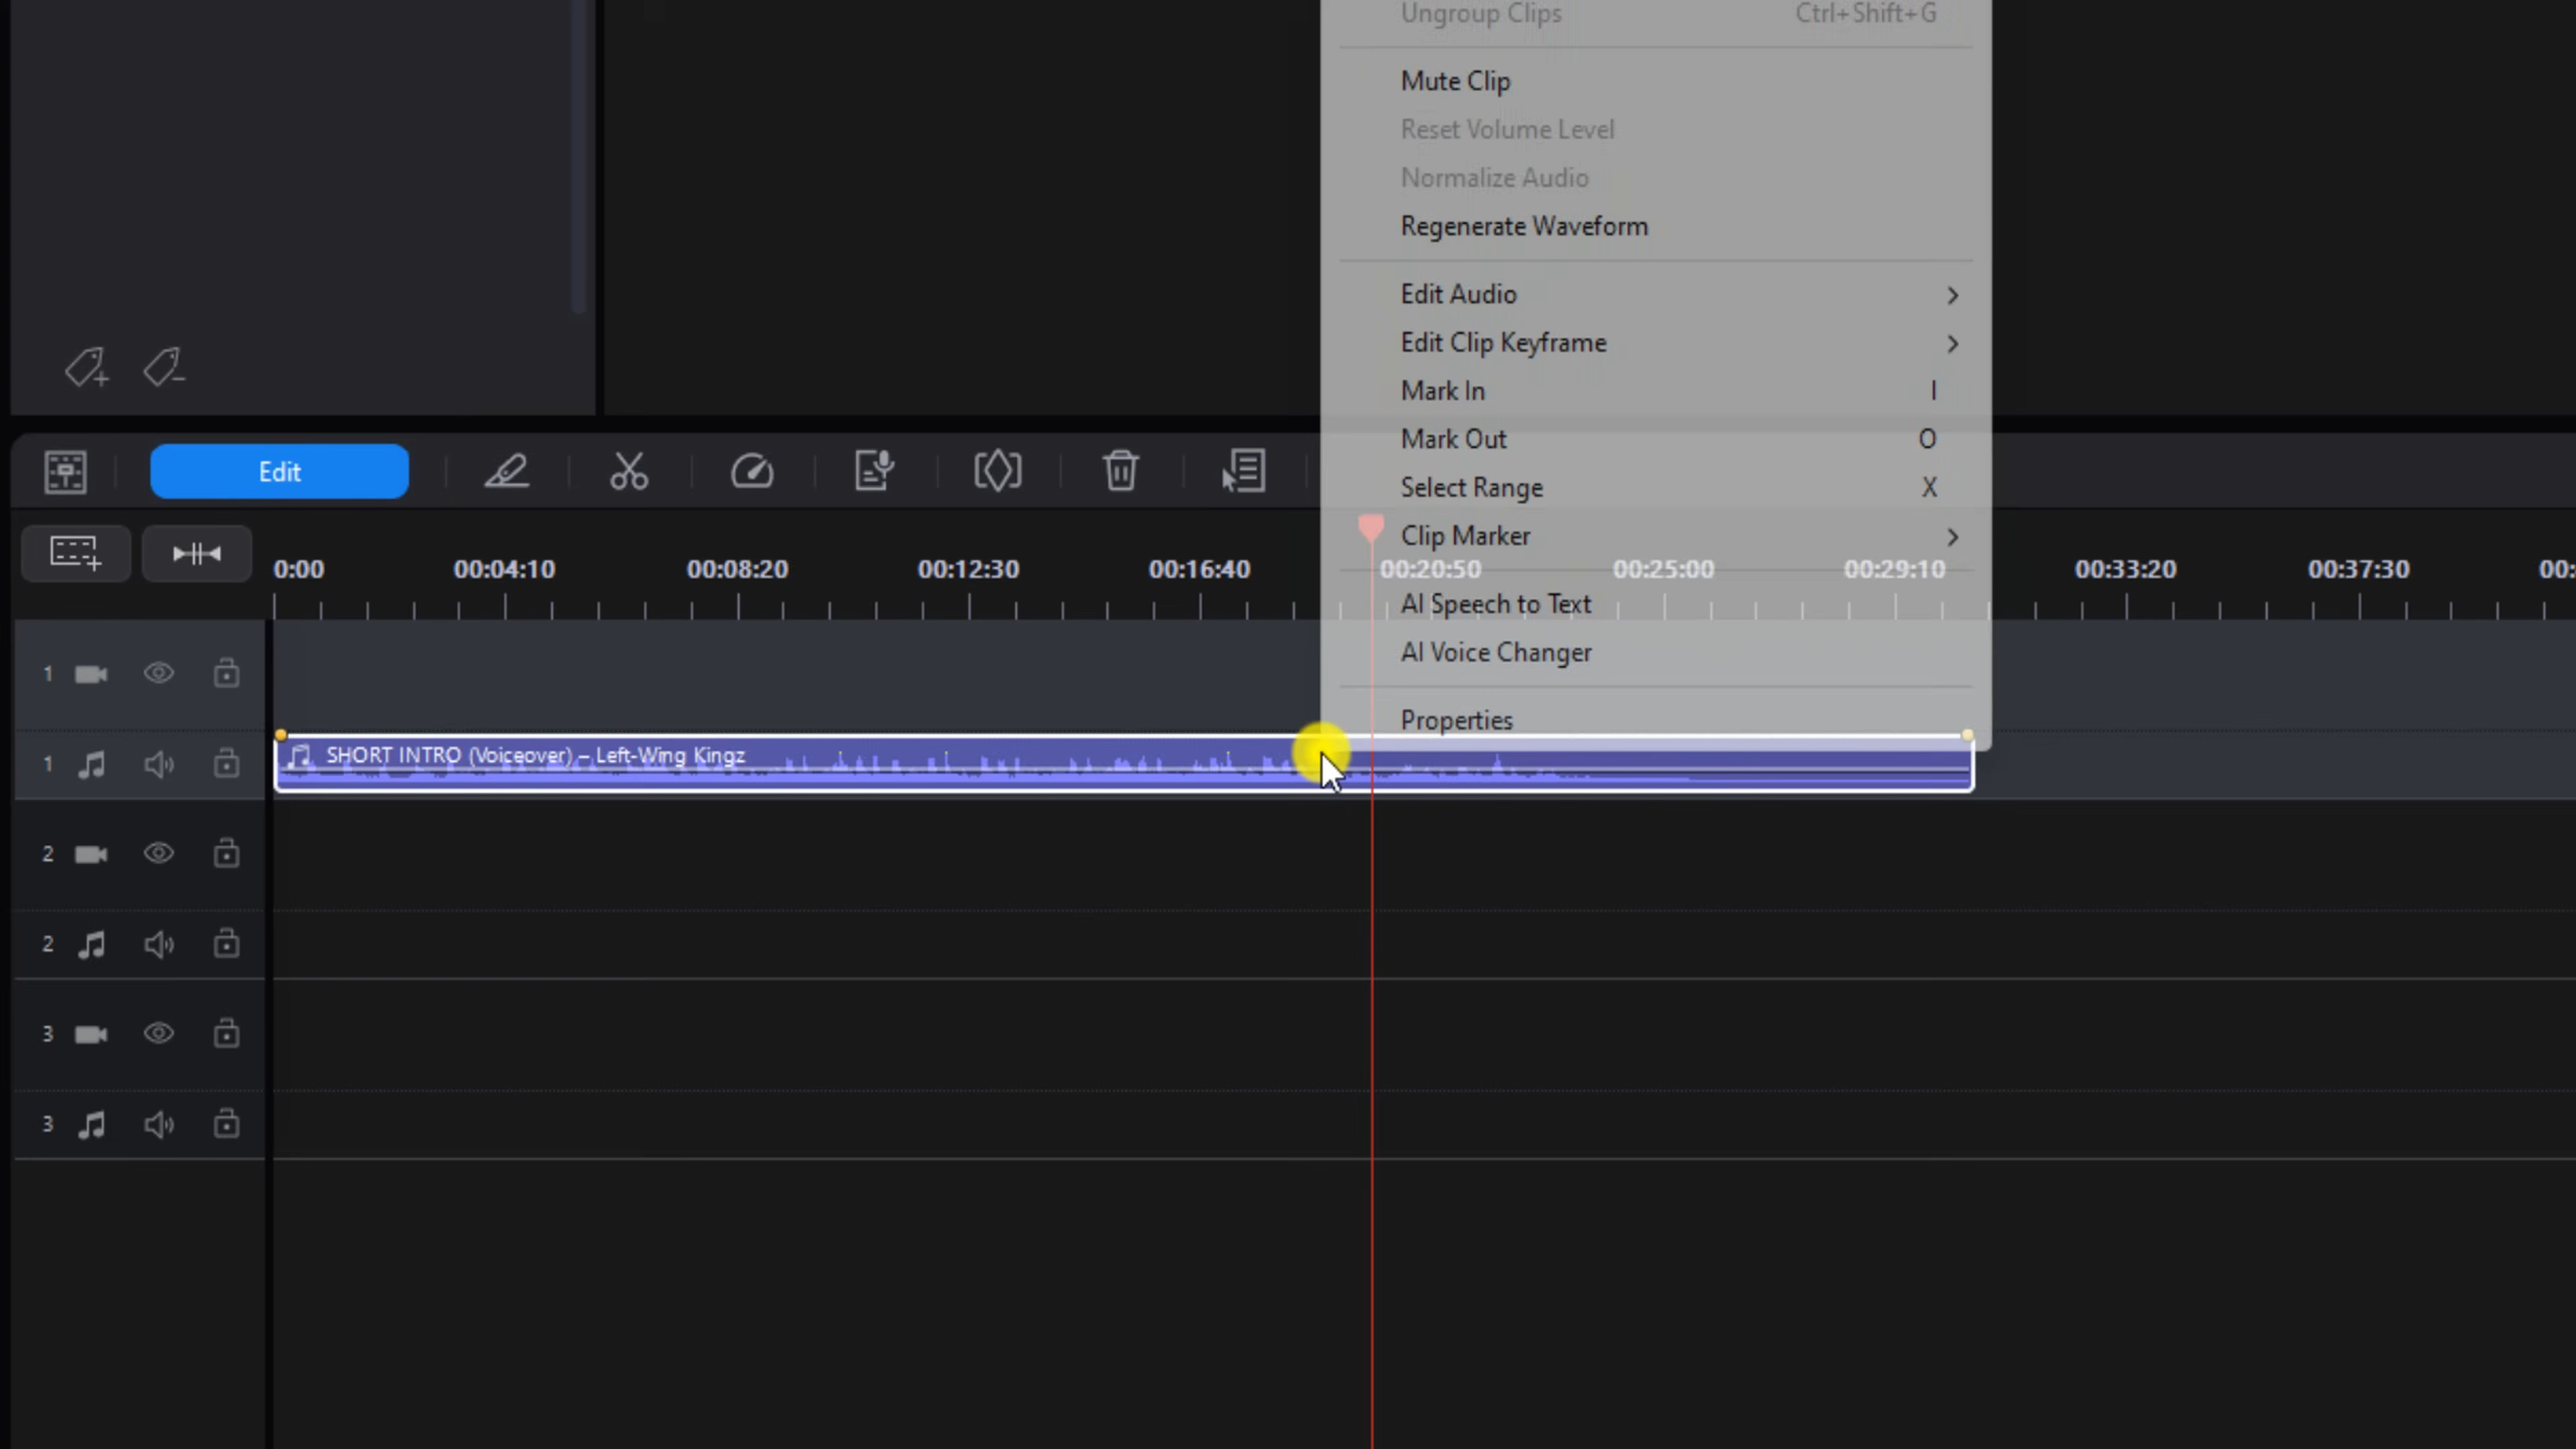 Ungroup Clips Ctrl+Shift+G
Mute Clip
Reset Volume Level
Normalize Audio
Regenerate Waveform
Edit Audio
Edit Clip Keyframe
Mark In I
Mark Out O
Edit
Select Range X
Clip Marker
0:00 00:04:10 00:08:20 00:12:30 00:16:40 00:20:50 00:25:00 00:29:10 00:33:20 00:37:30 00:
AI Speech to Text
AI Voice Changer
1
Properties
1 SHORT INTRO (Voiceover) – Left-Wing Kingz
2
2
3
3